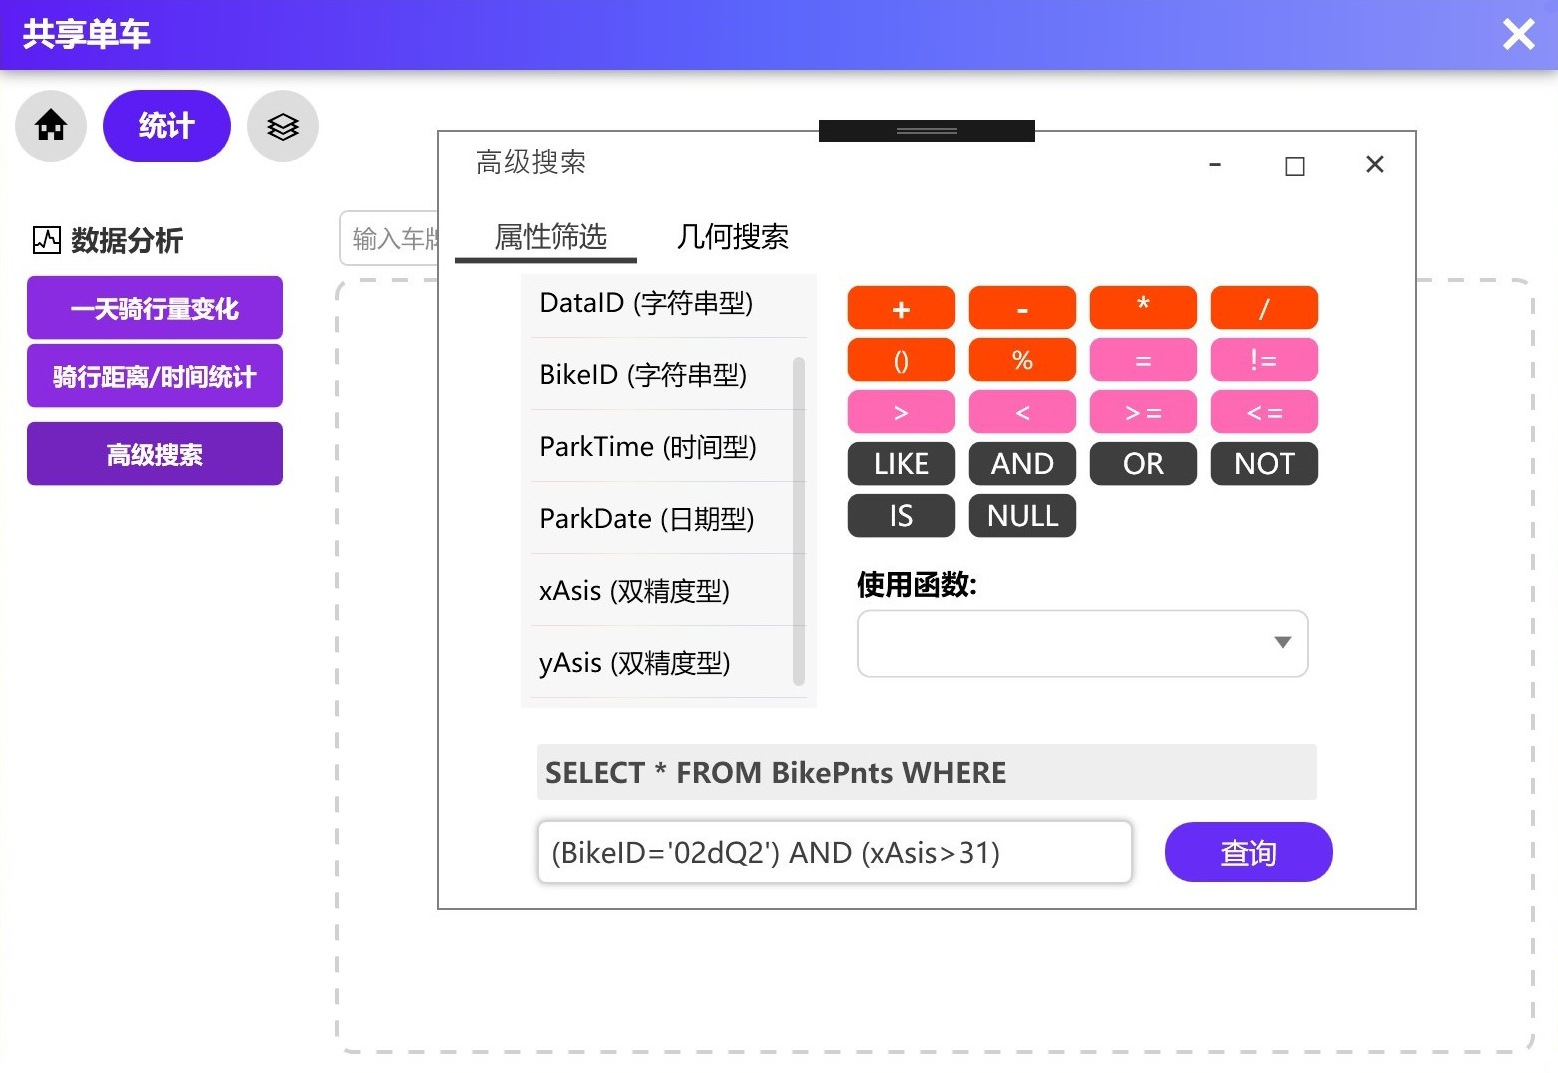 共享单车
统计
高级搜索
数据分析
输入车牌
属性筛选
几何搜索
一天骑行量变化
骑行距离/时间统计
高级搜索
DataID (字符串型)
BikeID (字符串型)
ParkTime (时间型)
ParkDate (日期型)
xAsis (双精度型)
yAsis (双精度型)
+ - * /
() % = !=
> < >= <=
LIKE AND OR NOT
IS NULL
使用函数:
SELECT * FROM BikePnts WHERE
(BikeID='02dQ2') AND (xAsis>31)
查询